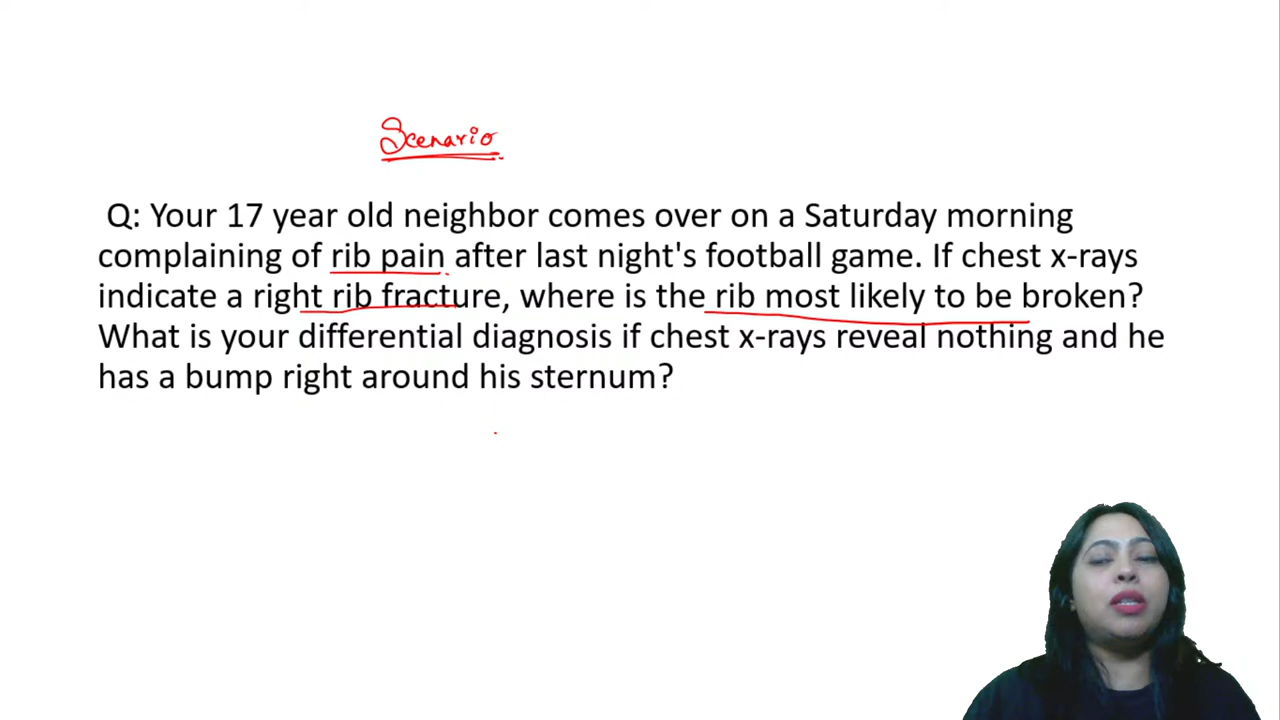 Scenario
Q: Your 17 year old neighbor comes over on a Saturday morning
complaining of rib pain after last night's football game. If chest x-rays
indicate a right rib fracture, where is the rib most likely to be broken?
What is your differential diagnosis if chest x-rays reveal nothing and he
has a bump right around his sternum?